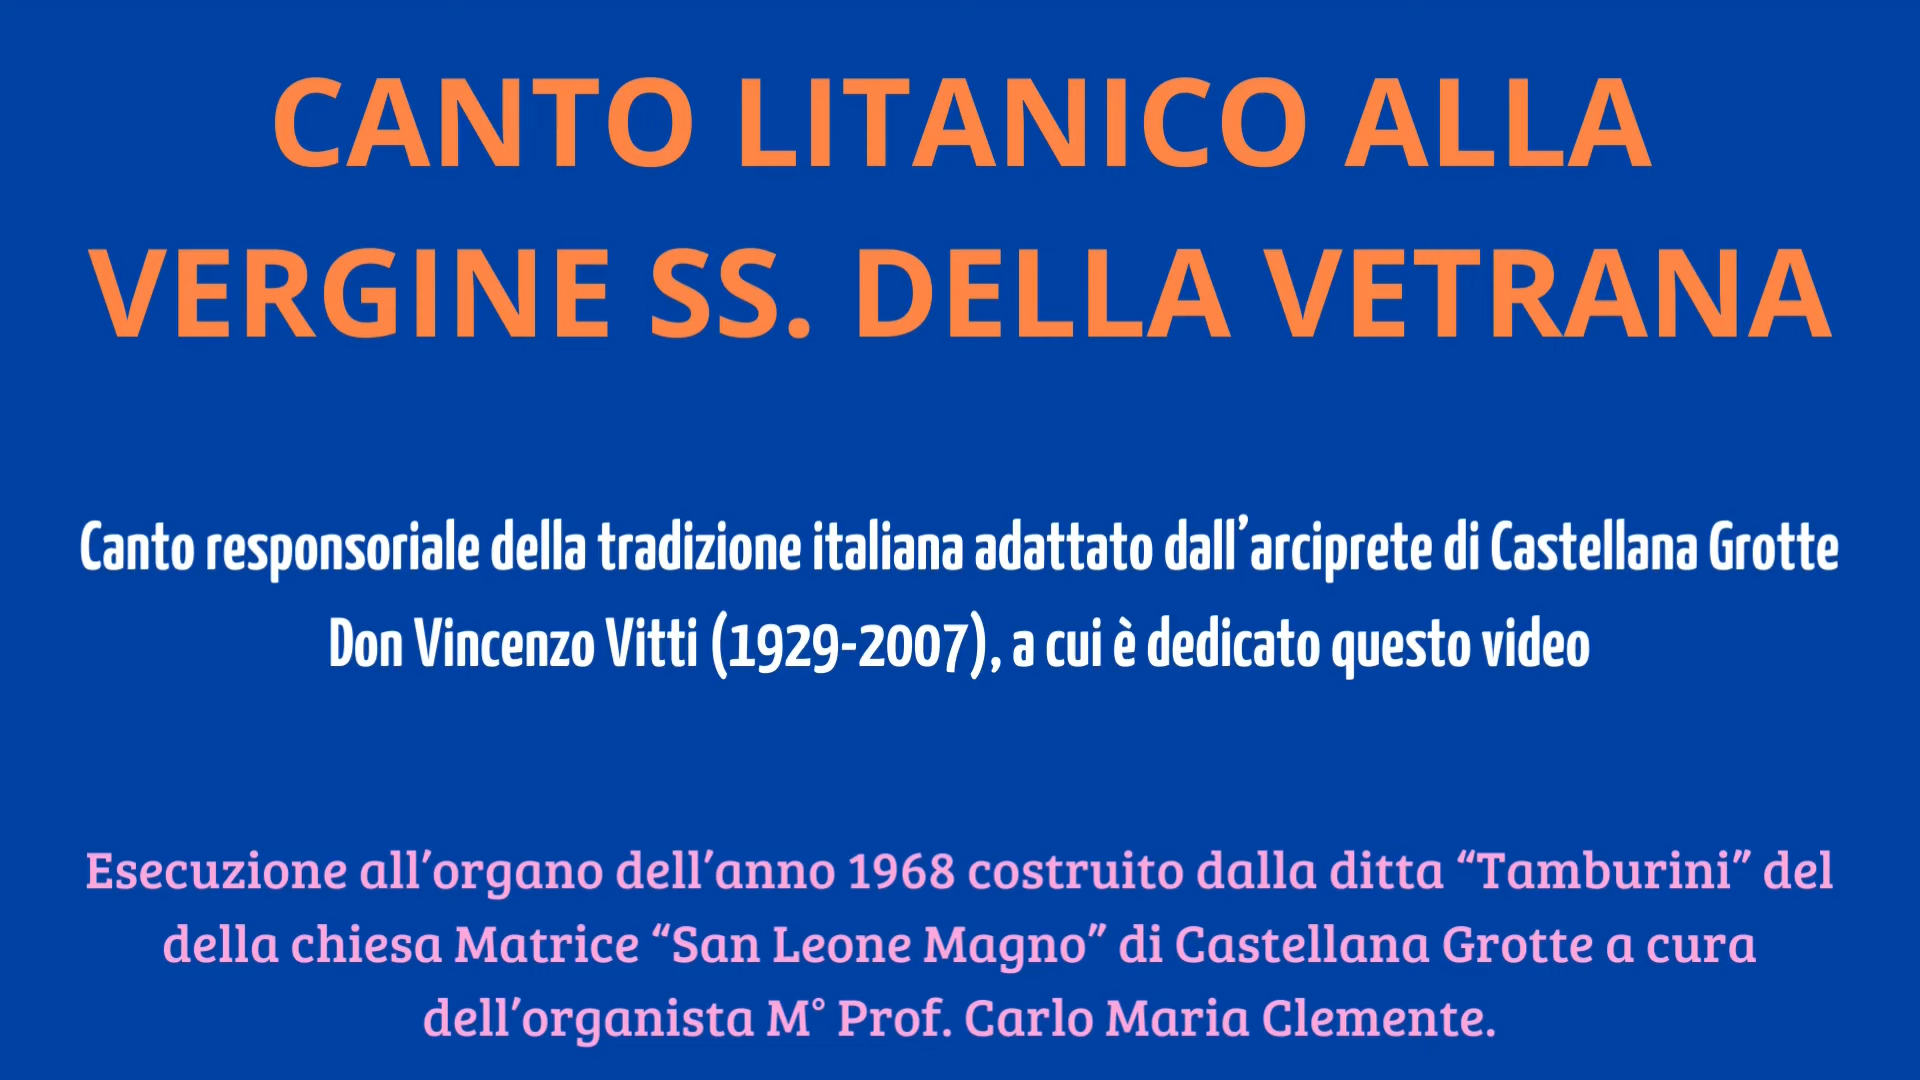 CANTO LITANICO ALLA
VERGINE SS. DELLA VETRANA
Canto responsoriale della tradizione italiana adattato dall’arciprete di Castellana Grotte
Don Vincenzo Vitti (1929-2007), a cui è dedicato questo video
Esecuzione all’organo dell’anno 1968 costruito dalla ditta “Tamburini” del
della chiesa Matrice “San Leone Magno” di Castellana Grotte a cura
dell’organista M° Prof. Carlo Maria Clemente.